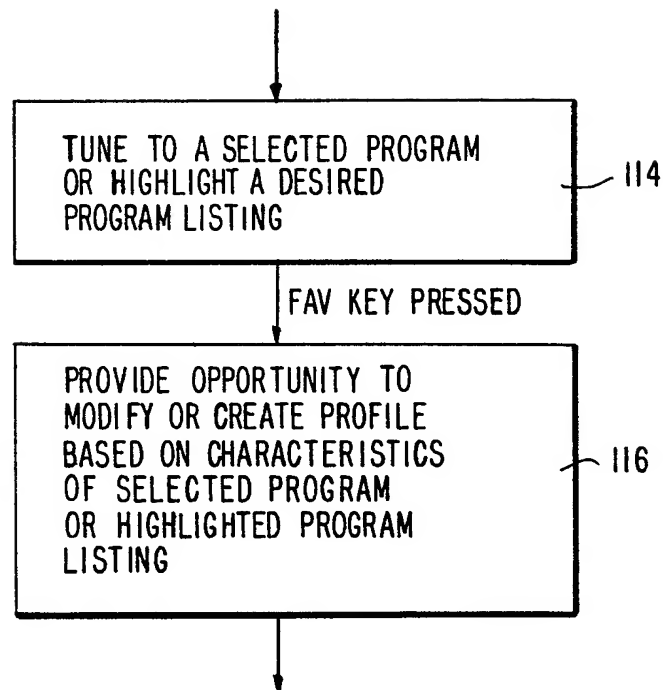 TUNE TO A SELECTED PROGRAM
OR HIGHLIGHT A DESIRED
PROGRAM LISTING
114
FAV KEY PRESSED
PROVIDE OPPORTUNITY TO
MODIFY OR CREATE PROFILE
BASED ON CHARACTERISTICS
OF SELECTED PROGRAM
OR HIGHLIGHTED PROGRAM
LISTING
116